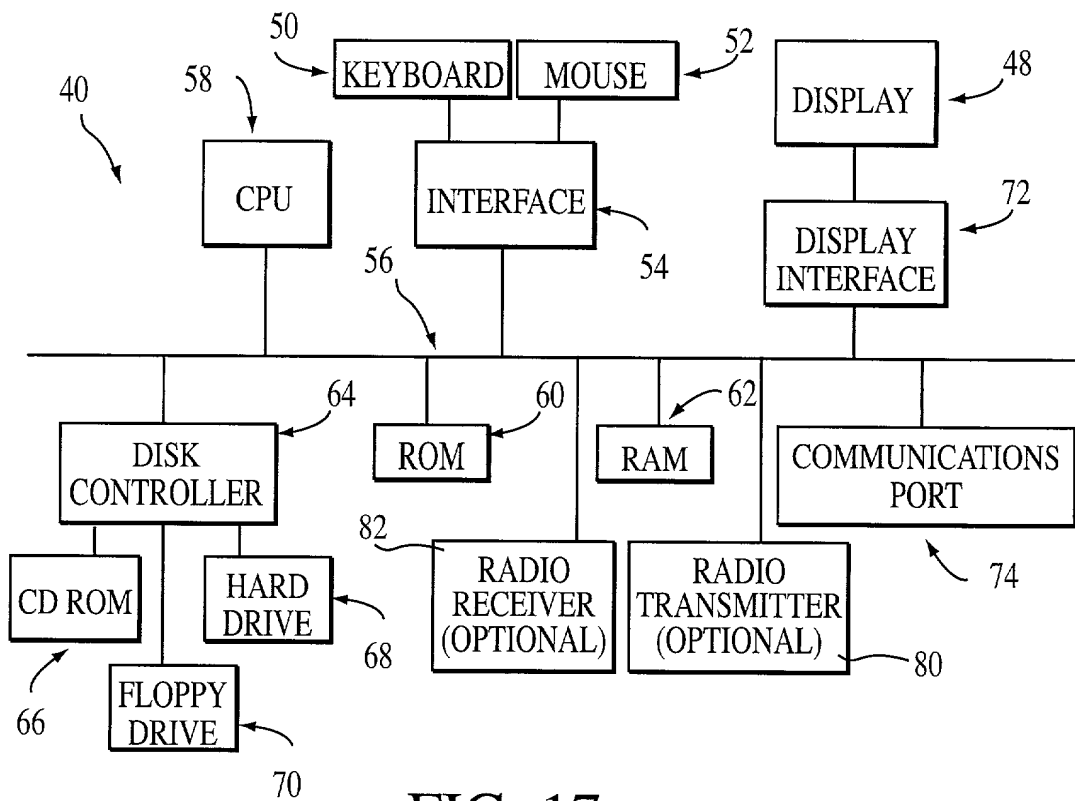 50
KEYBOARD
MOUSE
52
58
DISPLAY
48
40
CPU
INTERFACE
54
72
DISPLAY
INTERFACE
56
64
DISK
CONTROLLER
60
ROM
62
RAM
COMMUNICATIONS
PORT
74
CD ROM
66
HARD
DRIVE
68
82
RADIO
RECEIVER
(OPTIONAL)
RADIO
TRANSMITTER
(OPTIONAL)
80
FLOPPY
DRIVE
70
FIG. 17